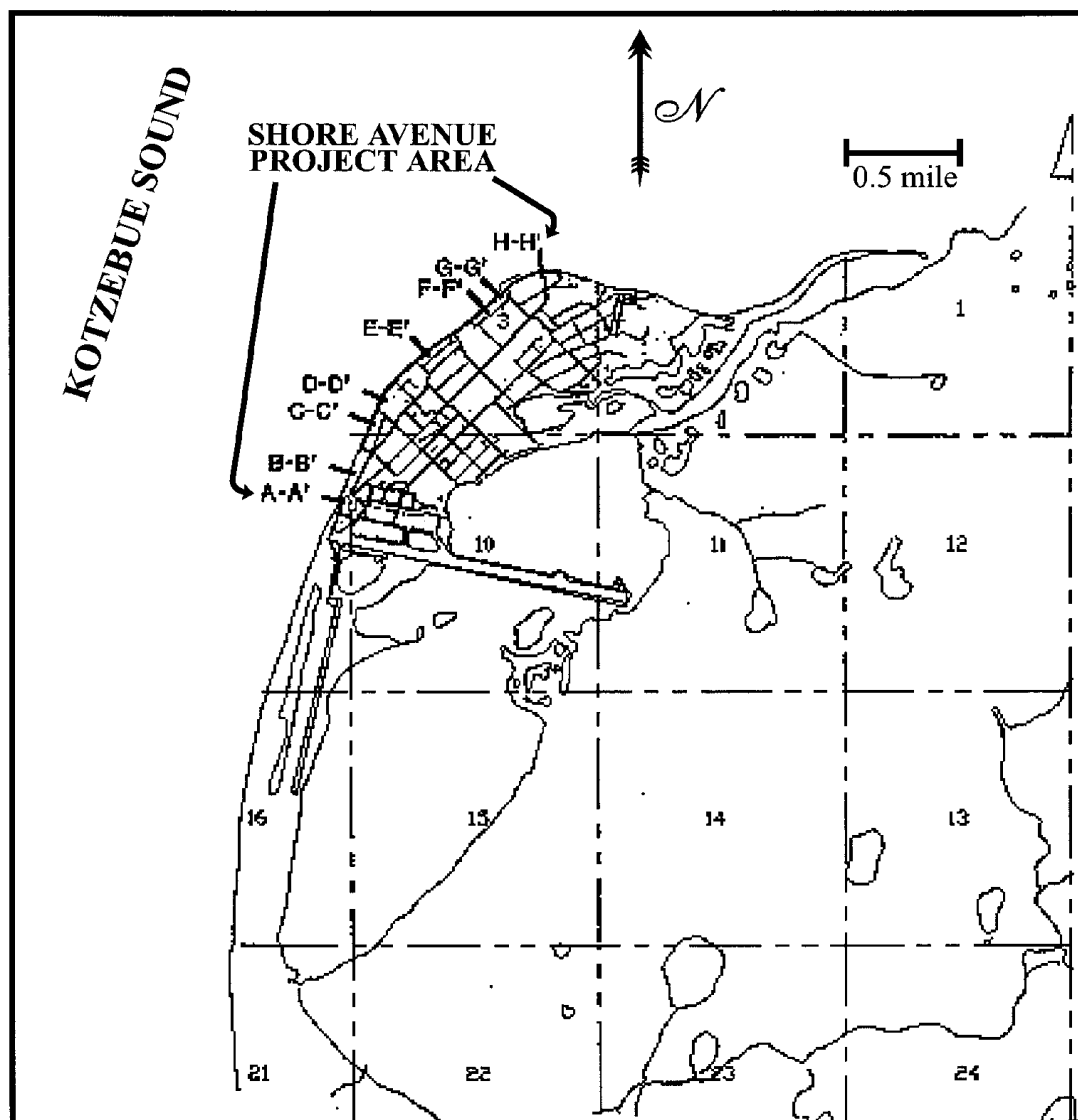 KOTZEBUE SOUND
SHORE AVENUE
PROJECT AREA
N
0.5 mile
H-H'
G-G'
F-F'
E-E'
D-D'
C-C'
B-B'
A-A'
3
2
1
10
11
12
16
15
14
13
21
22
23
24